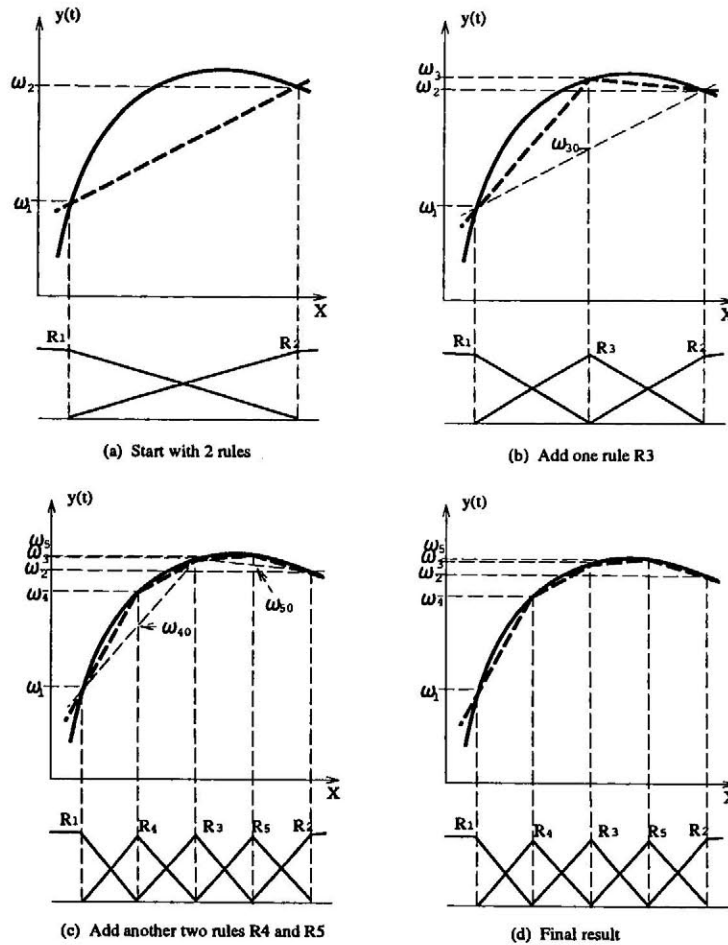 y(t)
ω2
ω1
X
R1
R2
(a) Start with 2 rules
y(t)
ω3
ω2
ω30
ω1
X
R1
R3
R2
(b) Add one rule R3
y(t)
ω5
ω3
ω2
ω4
ω50
ω40
ω1
X
R1
R4
R3
R5
R2
(c) Add another two rules R4 and R5
y(t)
ω5
ω3
ω2
ω4
ω1
X
R1
R4
R3
R5
R2
(d) Final result